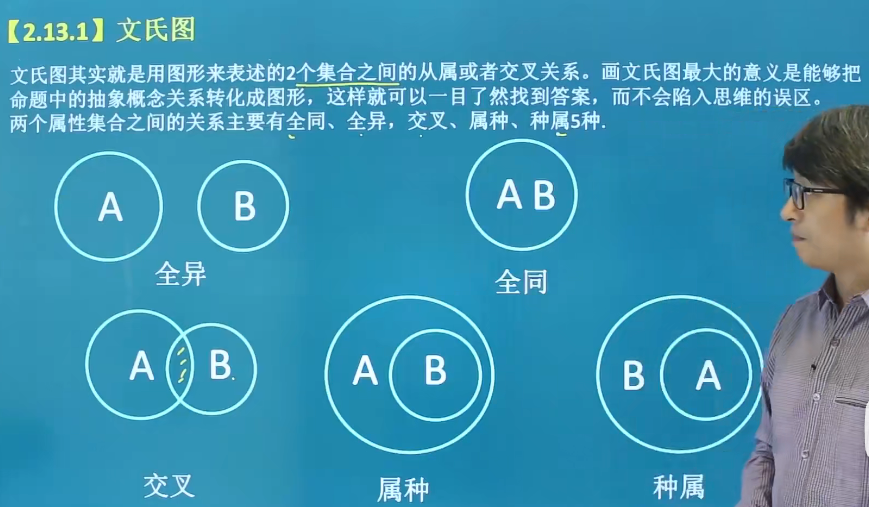 【2.13.1】文氏图
文氏图其实就是用图形来表述的2个集合之间的从属或者交叉关系。画文氏图最大的意义是能够把
命题中的抽象概念关系转化成图形，这样就可以一目了然找到答案，而不会陷入思维的误区。
两个属性集合之间的关系主要有全同、全异，交叉、属种、种属5种.
A B
A B
全异
全同
A B
A B
B A
交叉
属种
种属